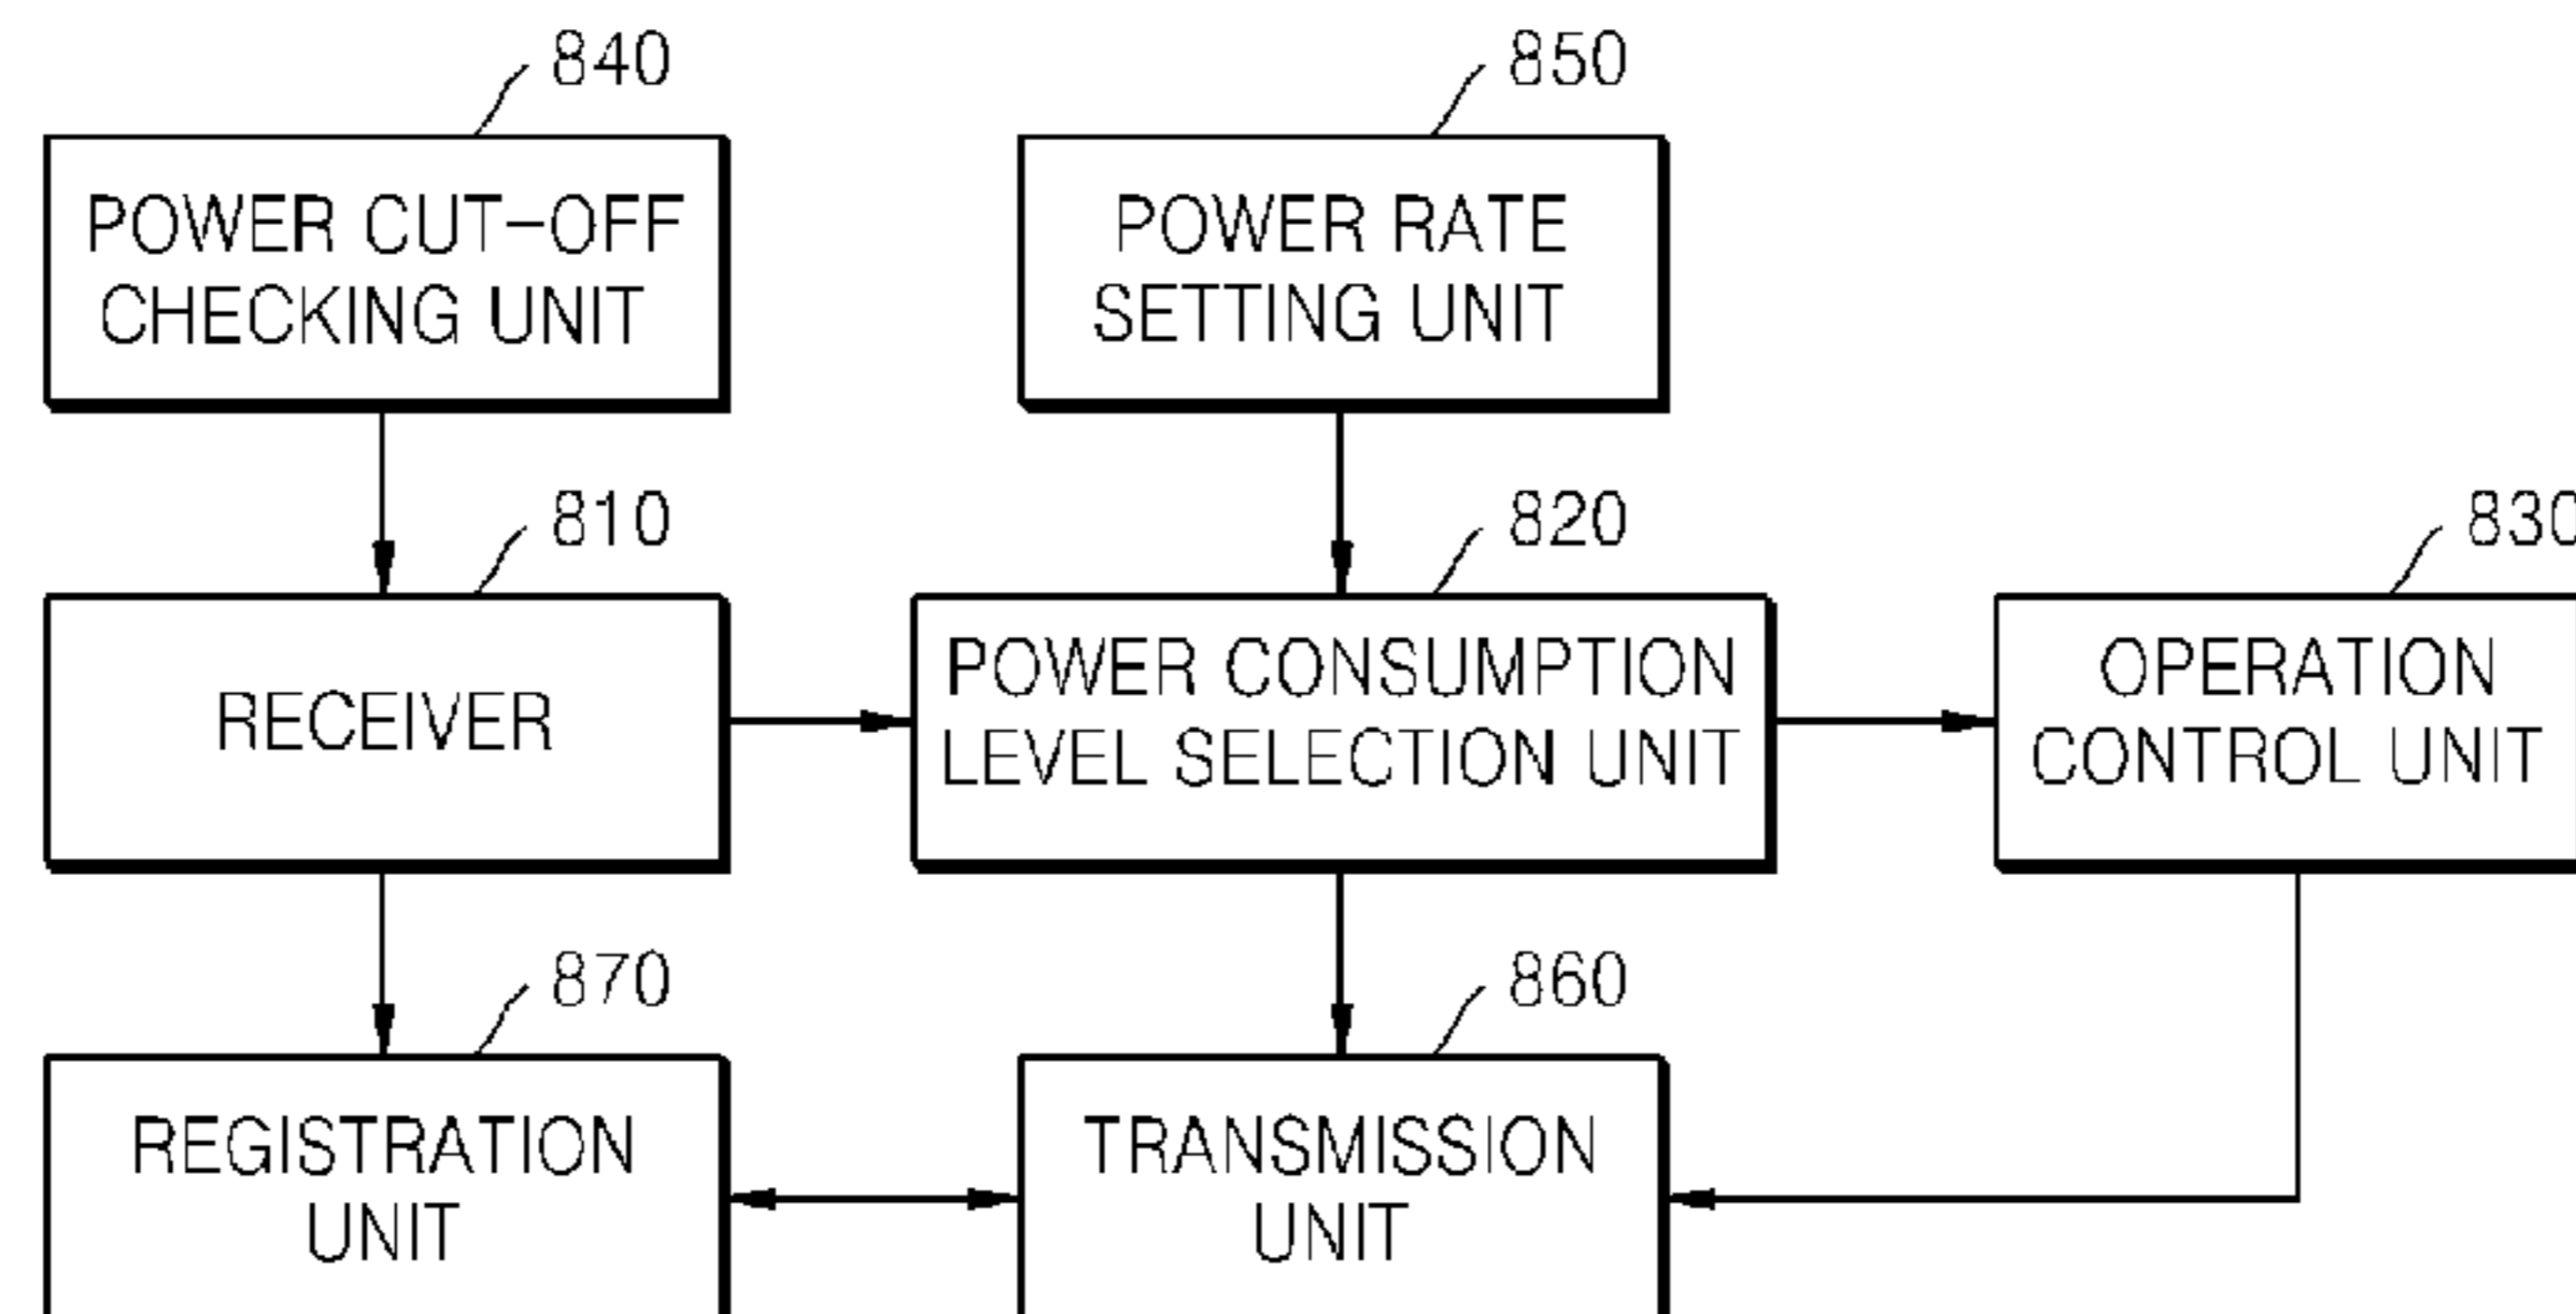 840
850
POWER CUT-OFF
CHECKING UNIT
POWER RATE
SETTING UNIT
810
820
830
RECEIVER
POWER CONSUMPTION
LEVEL SELECTION UNIT
OPERATION
CONTROL UNIT
870
860
REGISTRATION
UNIT
TRANSMISSION
UNIT